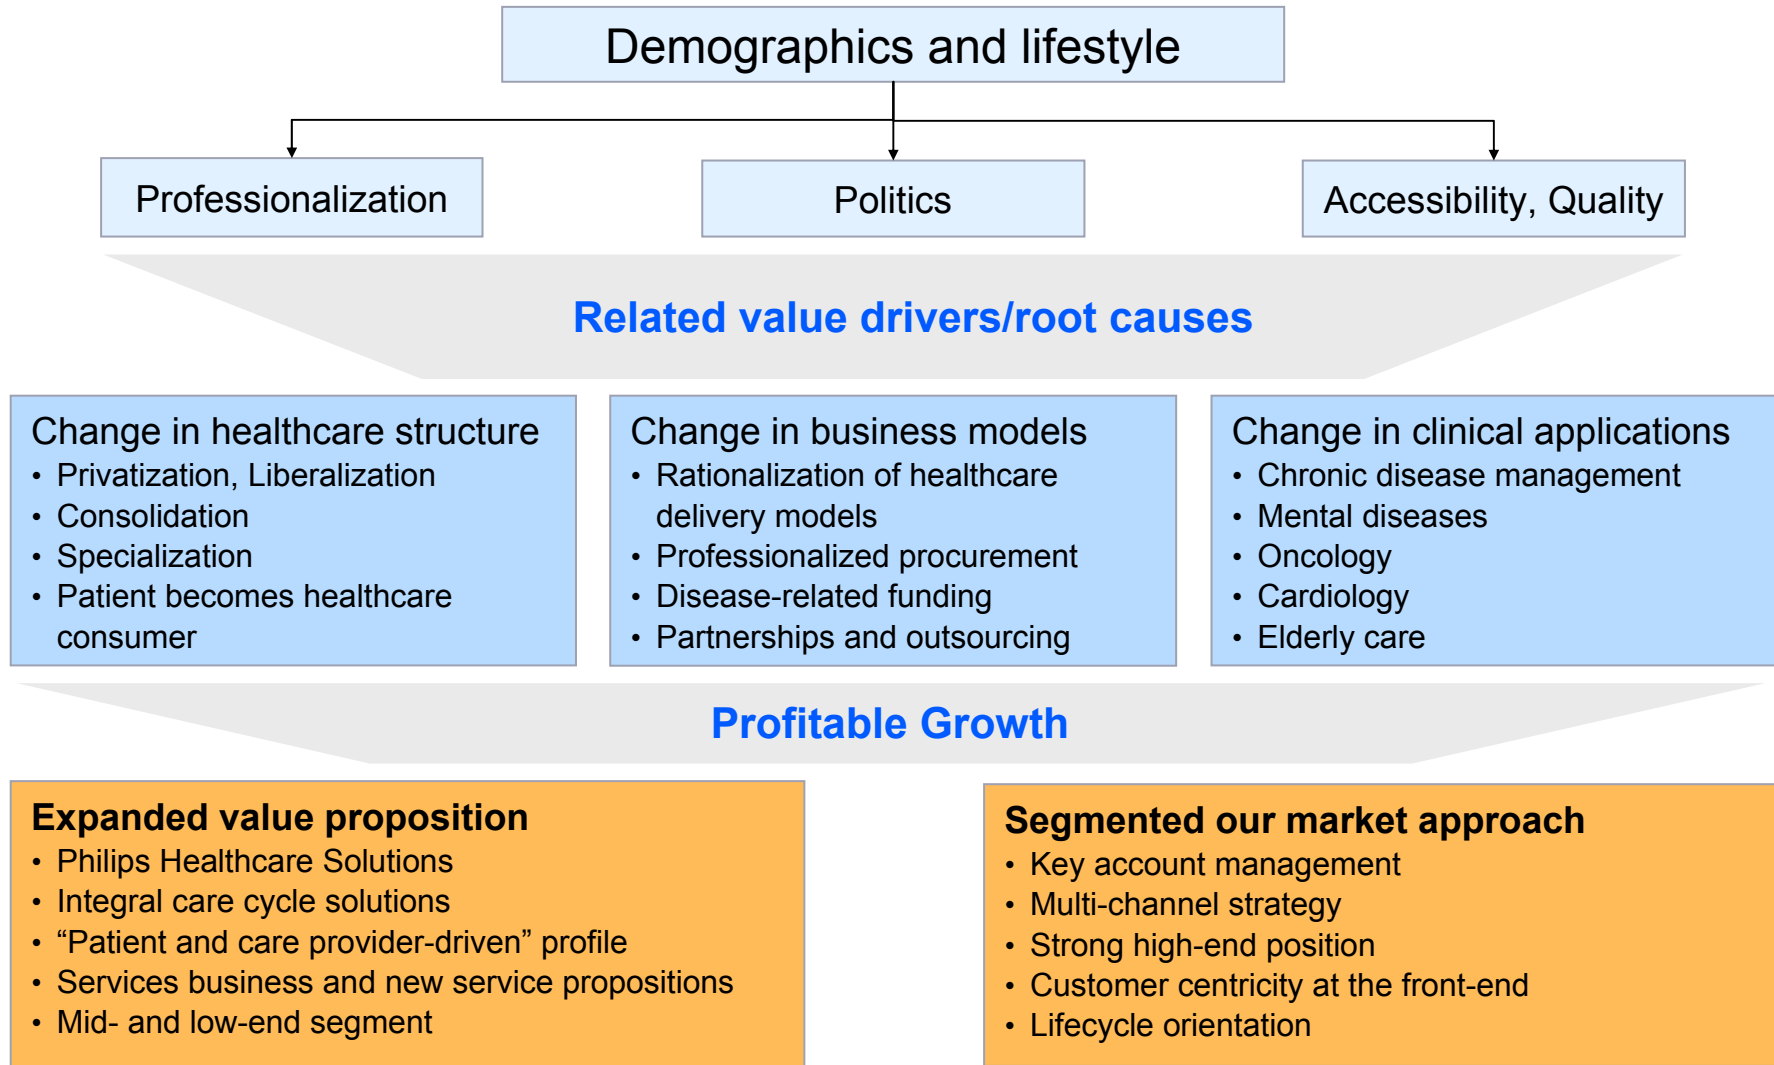 Demographics and lifestyle
Professionalization
Politics
Accessibility, Quality
Related value drivers/root causes
Change in healthcare structure
• Privatization, Liberalization
• Consolidation
• Specialization
• Patient becomes healthcare
consumer
Change in business models
• Rationalization of healthcare
delivery models
• Professionalized procurement
• Disease-related funding
• Partnerships and outsourcing
Change in clinical applications
• Chronic disease management
• Mental diseases
• Oncology
• Cardiology
• Elderly care
Profitable Growth
Expanded value proposition
• Philips Healthcare Solutions
• Integral care cycle solutions
• “Patient and care provider-driven” profile
• Services business and new service propositions
• Mid- and low-end segment
Segmented our market approach
• Key account management
• Multi-channel strategy
• Strong high-end position
• Customer centricity at the front-end
• Lifecycle orientation